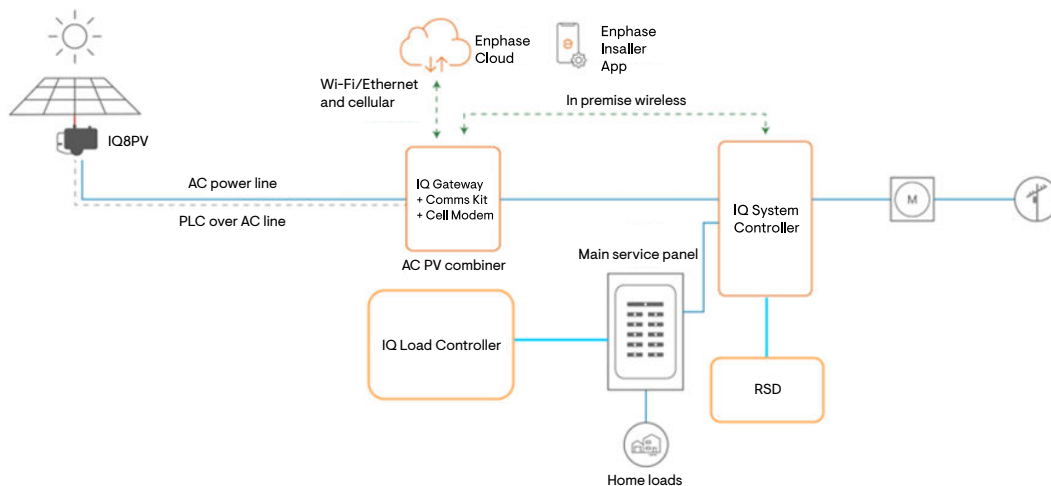 Enphase
Cloud
Enphase
Insaller
App
Wi-Fi/Ethernet
and cellular
In premise wireless
IQ8PV
AC power line
PLC over AC line
IQ Gateway
+ Comms Kit
+ Cell Modem
AC PV combiner
IQ System
Controller
M
Main service panel
IQ Load Controller
RSD
Home loads